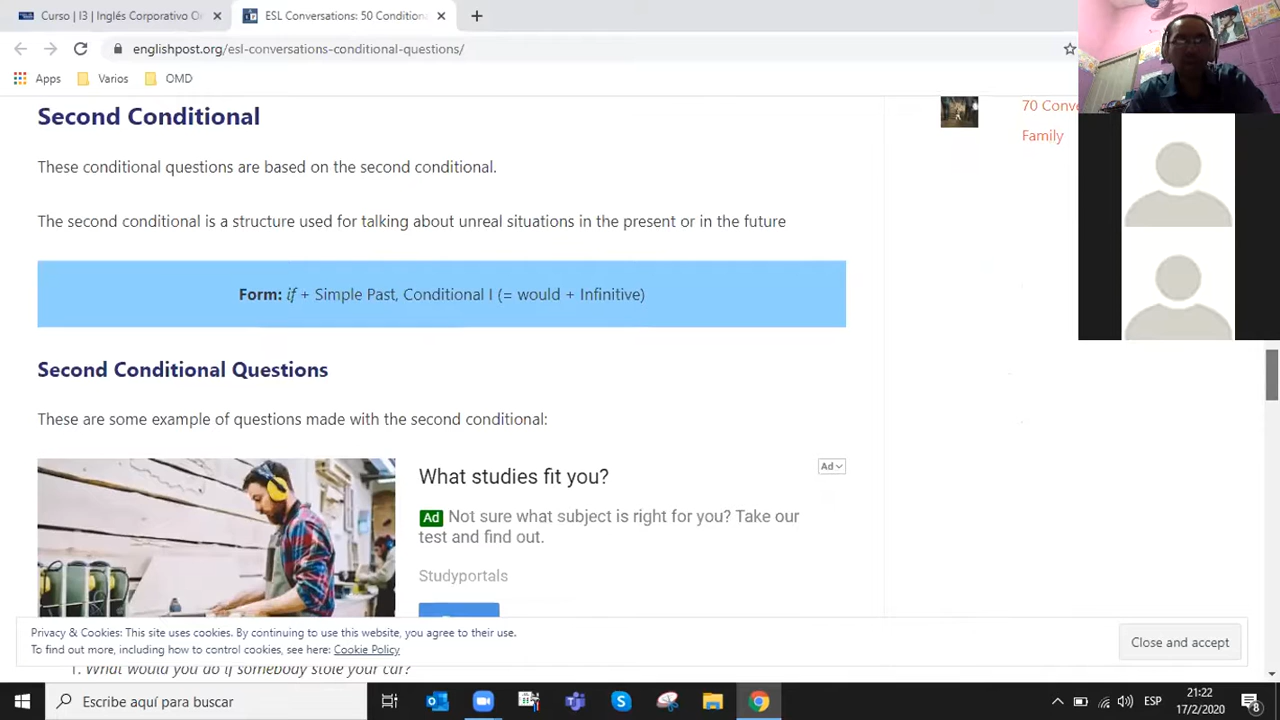 Curso | I3 | Inglés Corporativo O
ESL Conversations: 50 Conditiona
englishpost.org/esl-conversations-conditional-questions/
Apps
Varios
OMD
Second Conditional
These conditional questions are based on the second conditional.
The second conditional is a structure used for talking about unreal situations in the present or in the future
Form: if + Simple Past, Conditional I (= would + Infinitive)
Second Conditional Questions
These are some example of questions made with the second conditional:
What studies fit you?
Ad
Ad Not sure what subject is right for you? Take our
test and find out.
Studyportals
70 Conve
Family
Privacy & Cookies: This site uses cookies. By continuing to use this website, you agree to their use.
To find out more, including how to control cookies, see here: Cookie Policy
Close and accept
1. What would you do if somebody stole your car?
Escribe aquí para buscar
ESP
21:22
17/2/2020
8